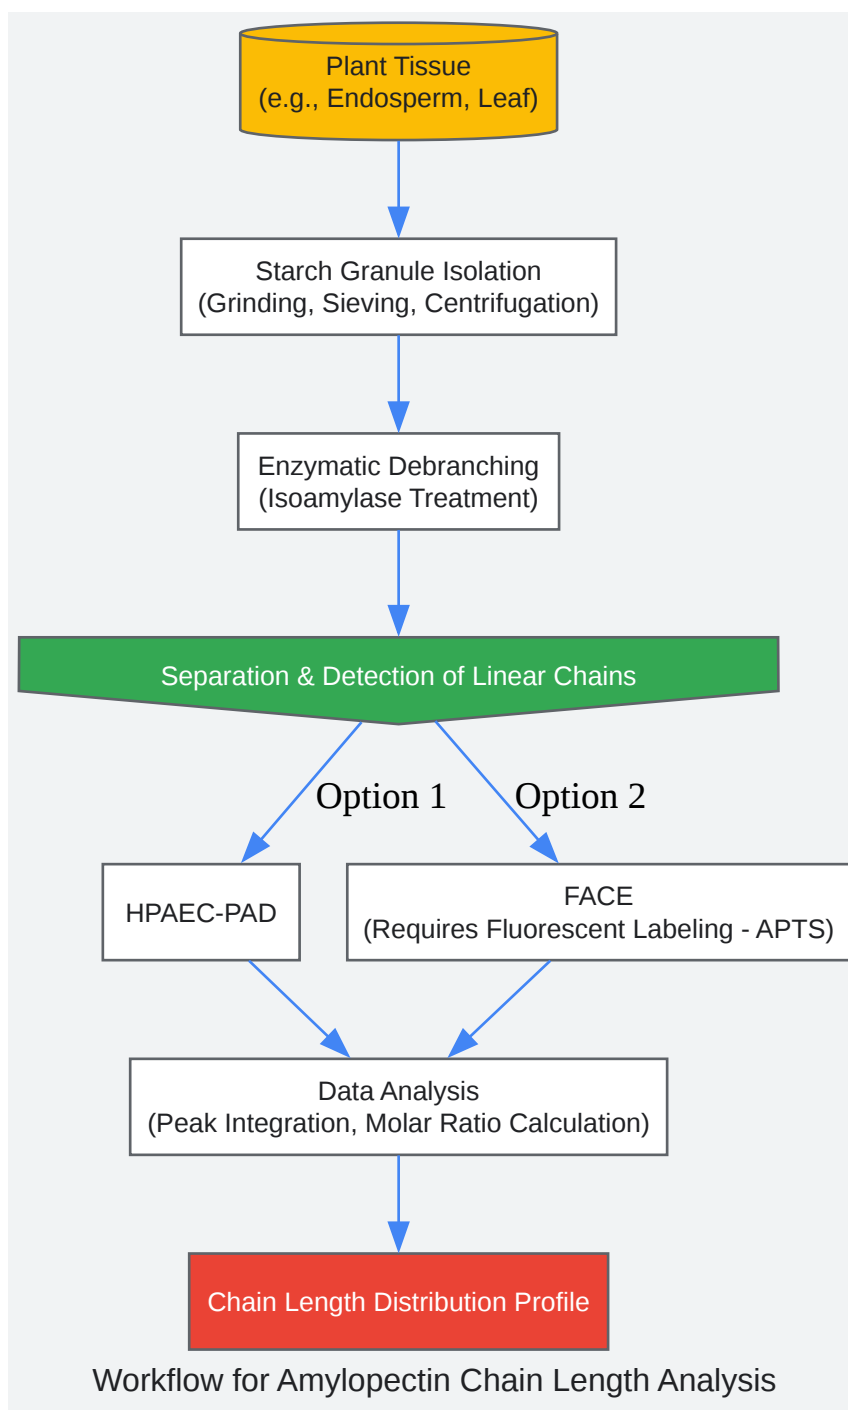 Plant Tissue
(e.g., Endosperm, Leaf)
Starch Granule Isolation
(Grinding, Sieving, Centrifugation)
Enzymatic Debranching
(Isoamylase Treatment)
Separation & Detection of Linear Chains
Option 1
Option 2
HPAEC-PAD
FACE
(Requires Fluorescent Labeling - APTS)
Data Analysis
(Peak Integration, Molar Ratio Calculation)
Chain Length Distribution Profile
Workflow for Amylopectin Chain Length Analysis